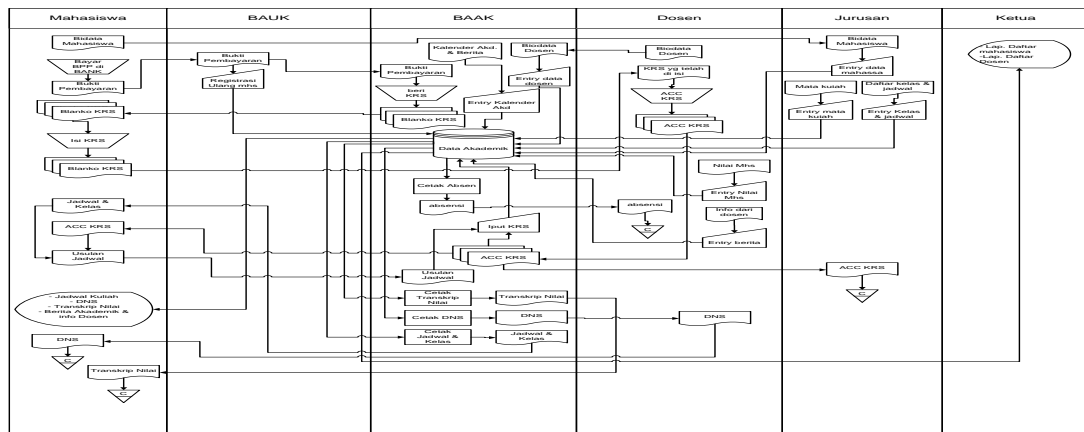 Mahasiswa
BAUK
BAAK
Dosen
Jurusan
Ketua
Bidata
Mahasiswa
Bayar
BPP di
BANK
Bukti
Pembayaran
Blanko KRS
Isi KRS
Blanko KRS
Jadwal &
Kelas
ACC KRS
Usulan
Jadwal
- Jadwal Kuliah
- DNS
- Transkrip Nilai
- Berita Akademik &
info Dosen
DNS
C
Transkrip Nilai
C
Bukti
Pembayaran
Registrasi
Ulang mhs
Kalender Akd.
& Berita
Biodata
Dosen
Bukti
Pembayaran
Entry data
dosen
beri
KRS
Entry Kalender
Akd
Blanko KRS
Data Akademik
Cetak Absen
absensi
Iput KRS
ACC KRS
Usulan
Jadwal
Cetak
Transkrip
Nilai
Transkrip Nilai
Cetak DNS
DNS
Cetak
Jadwal &
Kelas
Jadwal &
Kelas
Biodata
Dosen
KRS yg telah
di isi
ACC
KRS
ACC KRS
absensi
C
DNS
Bidata
Mahasiswa
Entry data
mahassa
Mata kuiah
Daftar kelas &
jadwal
Entry mata
kuiah
Entry Kelas
& jadwal
Nilai Mhs
Entry Nilai
Mhs
Info dari
dosen
Entry berita
ACC KRS
C
- Lap. Daftar
mahasiswa
-Lap. Daftar
Dosen